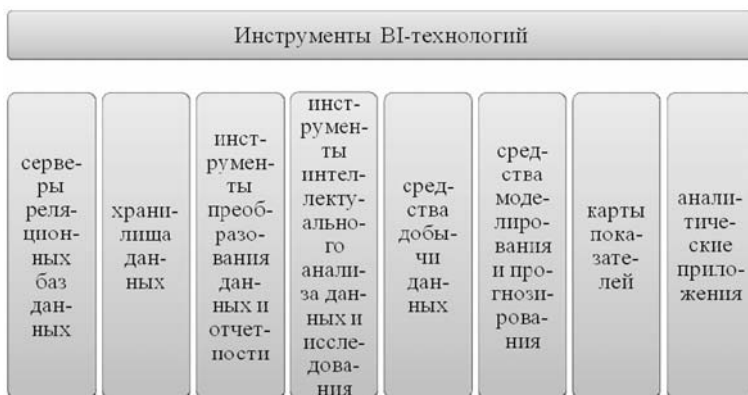 Инструменты BI-технологий
серве-
ры
реля-
цион-
ных
баз
дан-
ных
храни-
лища
дан-
ных
инст-
румен-
ты
преоб-
разо-
вания
дан-
ных и
отчет-
ности
инст-
румен-
ты
интел-
лекту-
ального
анали-
за дан-
ных и
иссле-
дова-
ния
сред-
ства
добы-
чи
дан-
ных
сред-
ства
моде-
лиро-
вания
и про-
гнози-
рова-
ния
карты
пока-
зате-
лей
анали-
тиче-
ские
прило-
жения